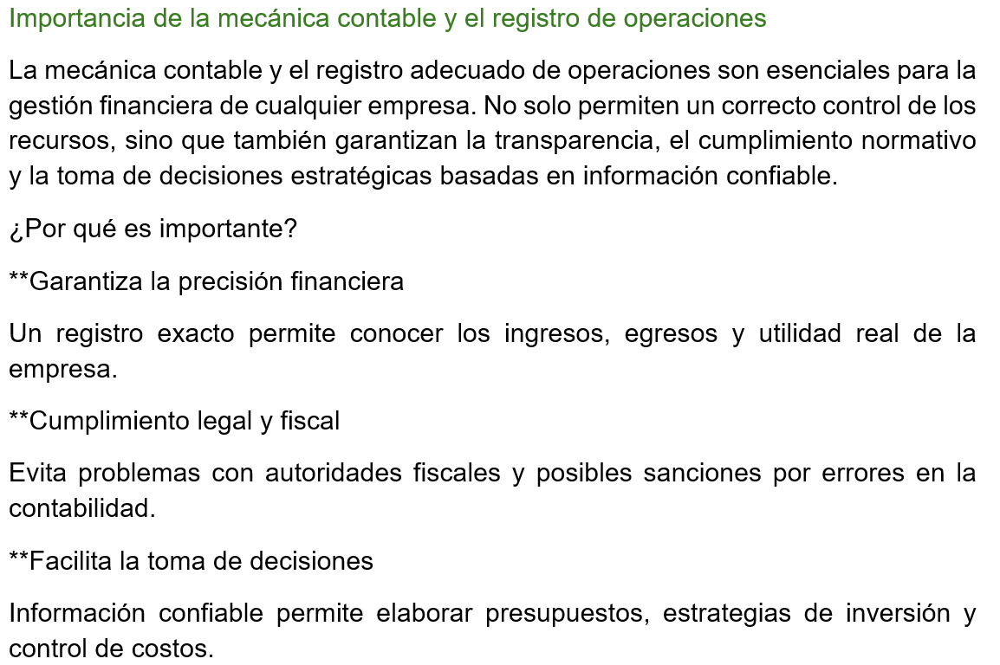 Importancia de la mecánica contable y el registro de operaciones
La mecánica contable y el registro adecuado de operaciones son esenciales para la
gestión financiera de cualquier empresa. No solo permiten un correcto control de los
recursos, sino que también garantizan la transparencia, el cumplimiento normativo
y la toma de decisiones estratégicas basadas en información confiable.
¿Por qué es importante?
**Garantiza la precisión financiera
Un registro exacto permite conocer los ingresos, egresos y utilidad real de la
empresa.
**Cumplimiento legal y fiscal
Evita problemas con autoridades fiscales y posibles sanciones por errores en la
contabilidad.
**Facilita la toma de decisiones
Información confiable permite elaborar presupuestos, estrategias de inversión y
control de costos.